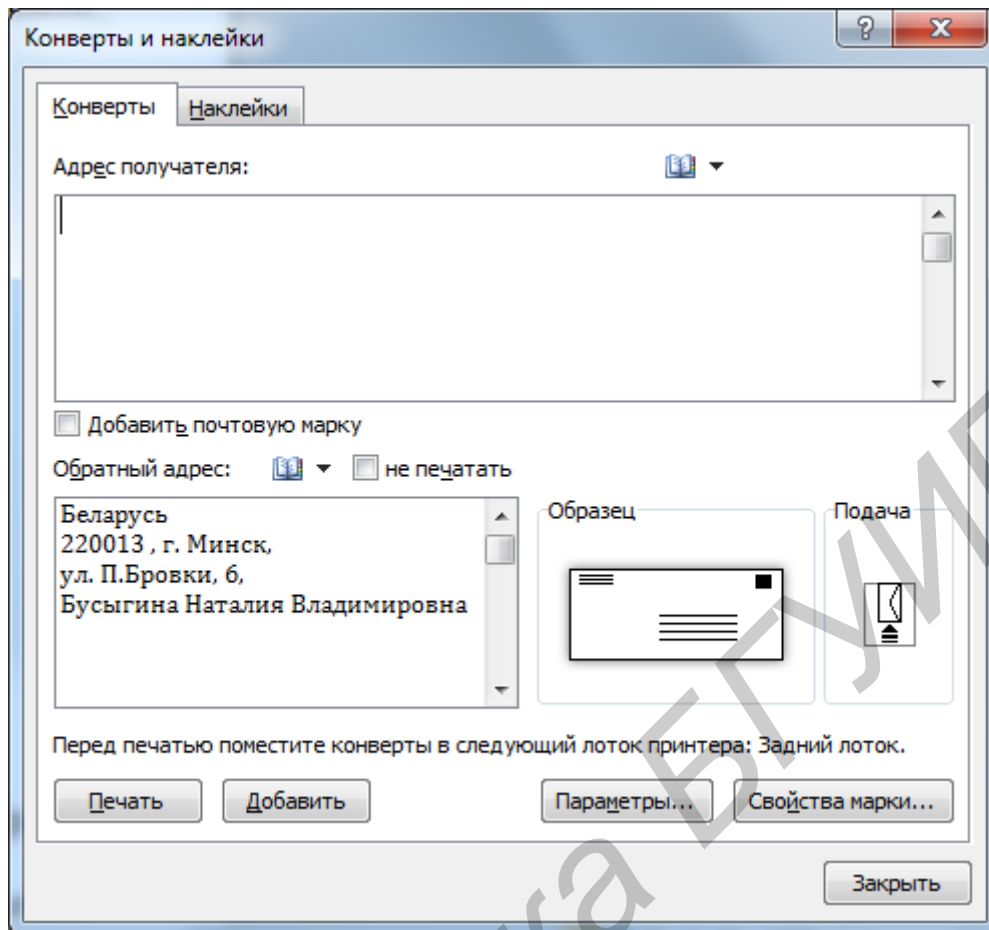 Конверты и наклейки
Конверты Наклейки
Адрес получателя:
Добавить почтовую марку
Обратный адрес: не печатать
Беларусь
220013 , г. Минск,
ул. П.Бровки, 6,
Бусыгина Наталия Владимировна
Образец
Подача
Перед печатью поместите конверты в следующий лоток принтера: Задний лоток.
Печать Добавить Параметры... Свойства марки...
Закрыть